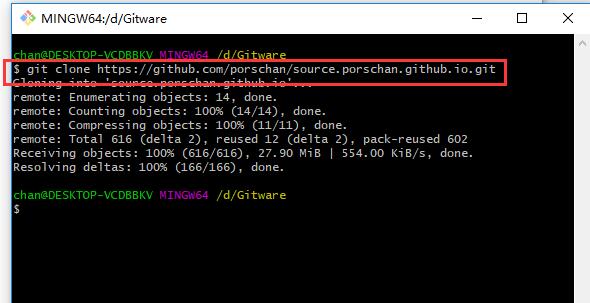 MINGW64:/d/Gitware
chan@DESKTOP-VCDBBKV MINGW64 /d/Gitware
$ git clone https://github.com/porschan/source.porschan.github.io.git
Cloning into 'source.porschan.github.io'...
remote: Enumerating objects: 14, done.
remote: Counting objects: 100% (14/14), done.
remote: Compressing objects: 100% (11/11), done.
remote: Total 616 (delta 2), reused 12 (delta 2), pack-reused 602
Receiving objects: 100% (616/616), 27.90 MiB | 554.00 KiB/s, done.
Resolving deltas: 100% (166/166), done.
chan@DESKTOP-VCDBBKV MINGW64 /d/Gitware
$